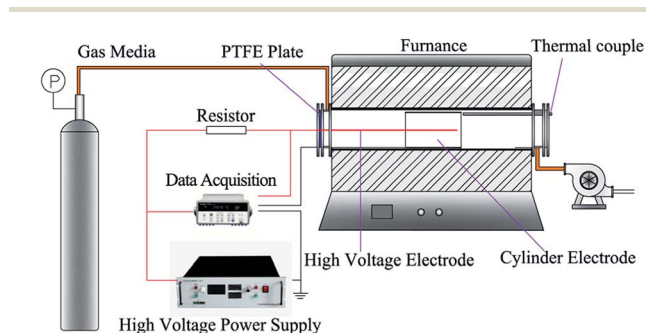 Gas Media
PTFE Plate
Furnance
Thermal couple
P
Resistor
Data Acquisition
High Voltage Electrode
Cylinder Electrode
High Voltage Power Supply